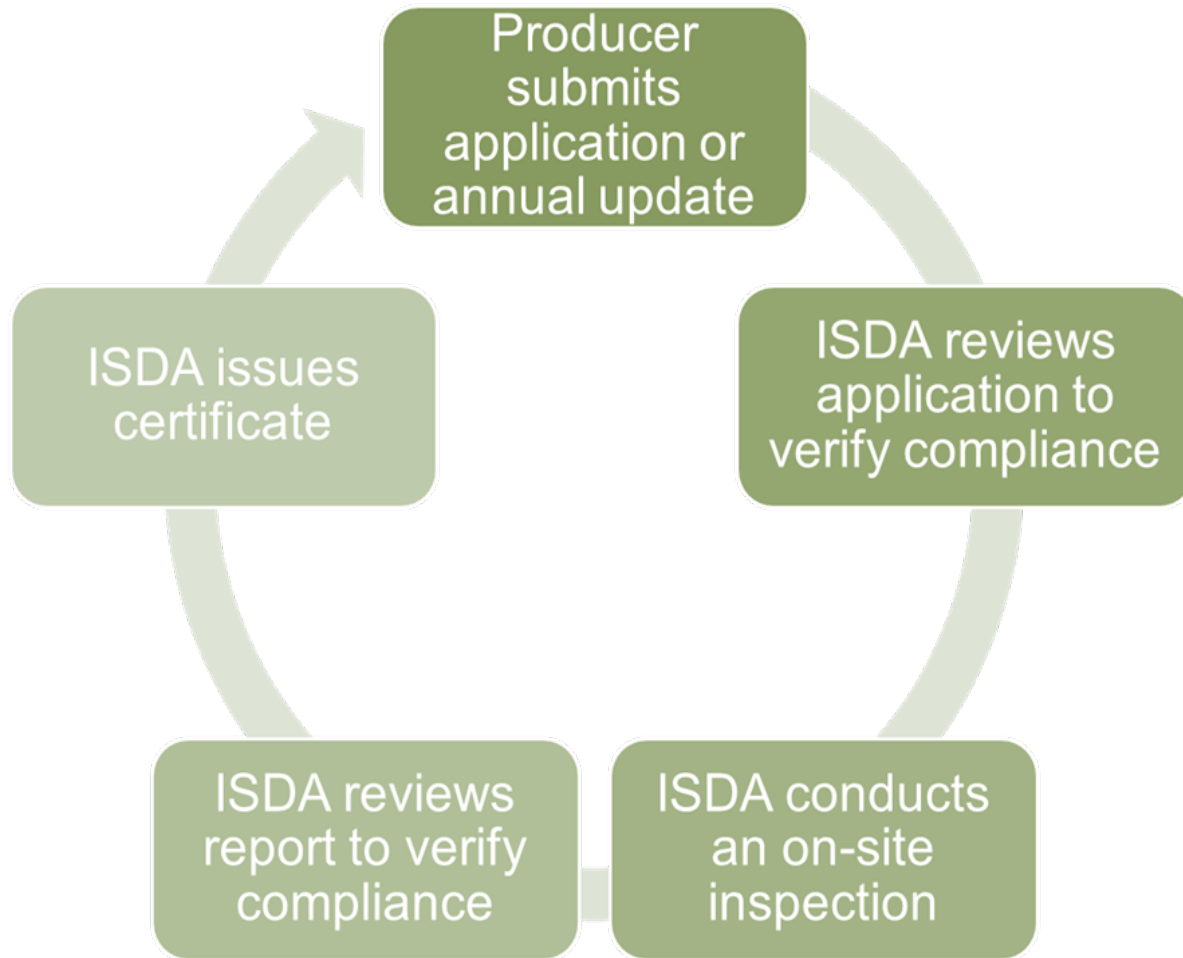 Producer
submits
application or
annual update
ISDA reviews
application to
verify compliance
ISDA conducts
an on-site
inspection
ISDA reviews
report to verify
compliance
ISDA issues
certificate